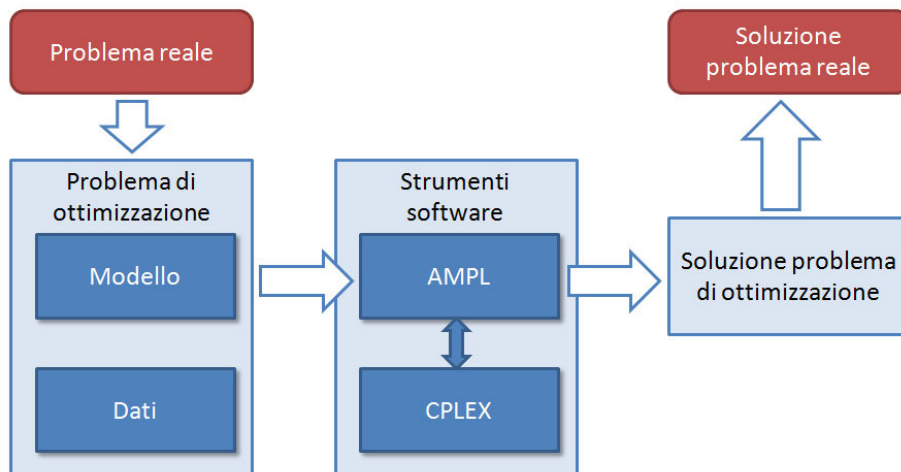 Problema reale
Soluzione
problema reale
Problema di
ottimizzazione
Modello
Dati
Strumenti
software
AMPL
CPLEX
Soluzione problema
di ottimizzazione